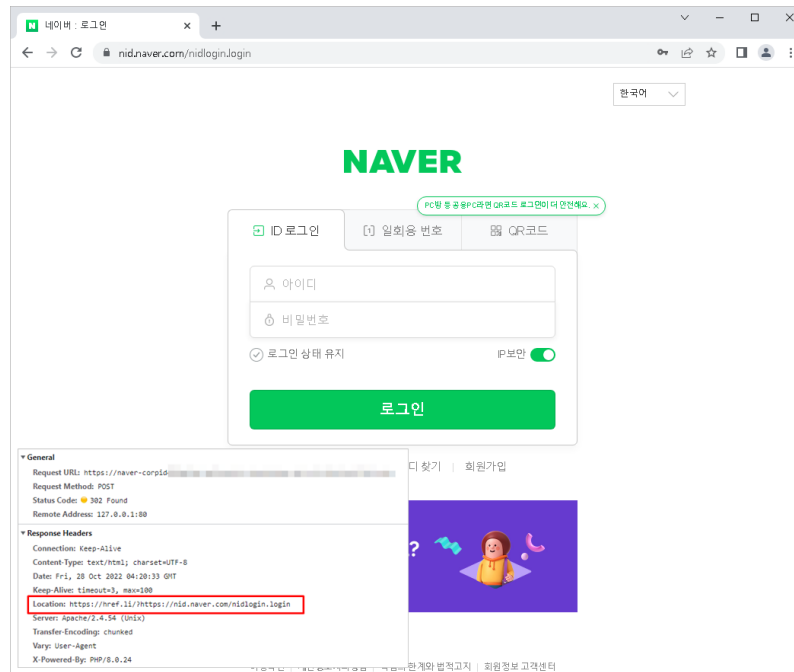 네이버 : 로그인
nid.naver.com/nidlogin.login
한국어
NAVER
PC방 등 공용PC라면 QR코드 로그인이 더 안전해요. ×
ID 로그인
일회용 번호
QR코드
아이디
비밀번호
로그인 상태 유지
IP보안
로그인
디 찾기 | 회원가입
General
Request URL: https://naver-corpid
Request Method: POST
Status Code: 302 Found
Remote Address: 127.0.0.1:80
Response Headers
Connection: Keep-Alive
Content-Type: text/html; charset=UTF-8
Date: Fri, 28 Oct 2022 04:20:33 GMT
Keep-Alive: timeout=3, max=100
Location: https://href.li/?https://nid.naver.com/nidlogin.login
Server: Apache/2.4.54 (Unix)
Transfer-Encoding: chunked
Vary: User-Agent
X-Powered-By: PHP/8.0.24
?
한계와 법적고지 | 회원정보 고객센터